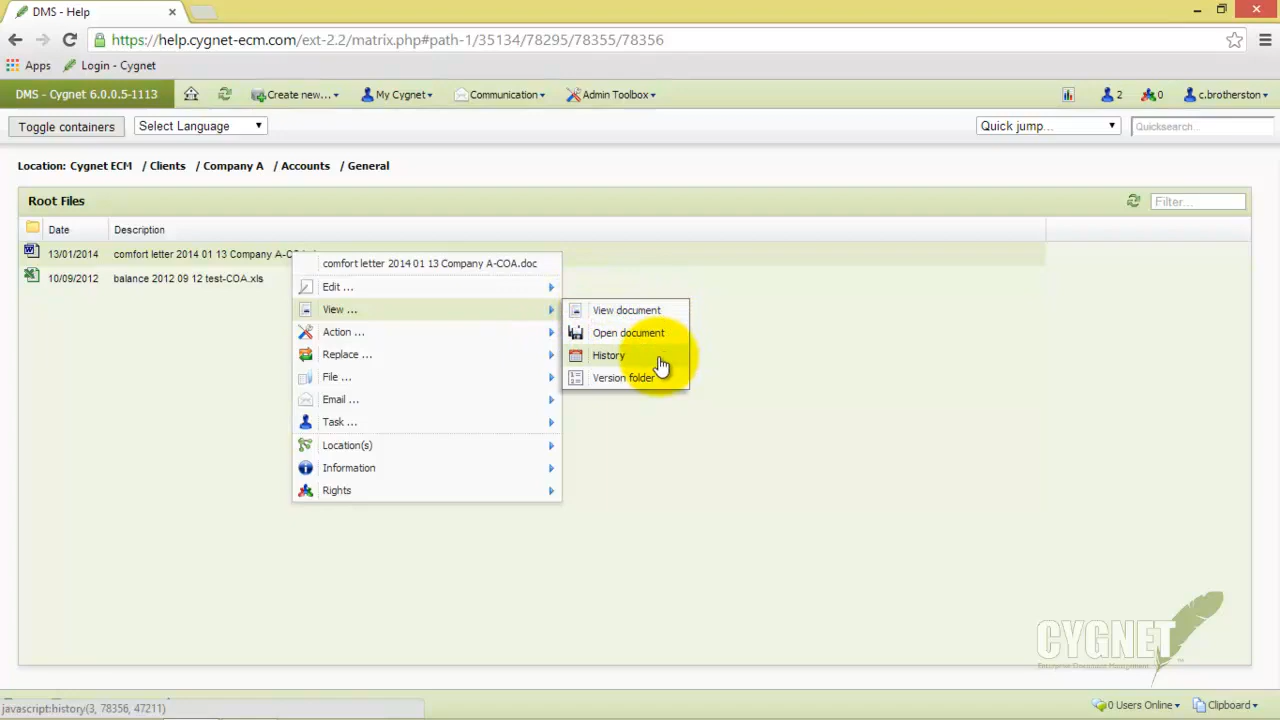 DMS - Help
https://help.cygnet-ecm.com/ext-2.2/matrix.php#path-1/35134/78295/78355/78356
Apps Login - Cygnet
DMS - Cygnet 6.0.0.5-1113 Create new... My Cygnet Communication Admin Toolbox 2 0 c.brotherston
Toggle containers Select Language Quick jump... Quicksearch...
Location: Cygnet ECM / Clients / Company A / Accounts / General
Root Files Filter...
Date Description
13/01/2014 comfort letter 2014 01 13 Company A-COA.doc
10/09/2012 balance 2012 09 12 test-COA.xls
comfort letter 2014 01 13 Company A-COA.doc
Edit ...
View ...
Action ...
Replace ...
File ...
Email ...
Task ...
Location(s)
Information
Rights
View document
Open document
History
Version folder
CYGNET
Enterprise Document Management
javascript:history(3, 78356, 47211)
0 Users Online Clipboard